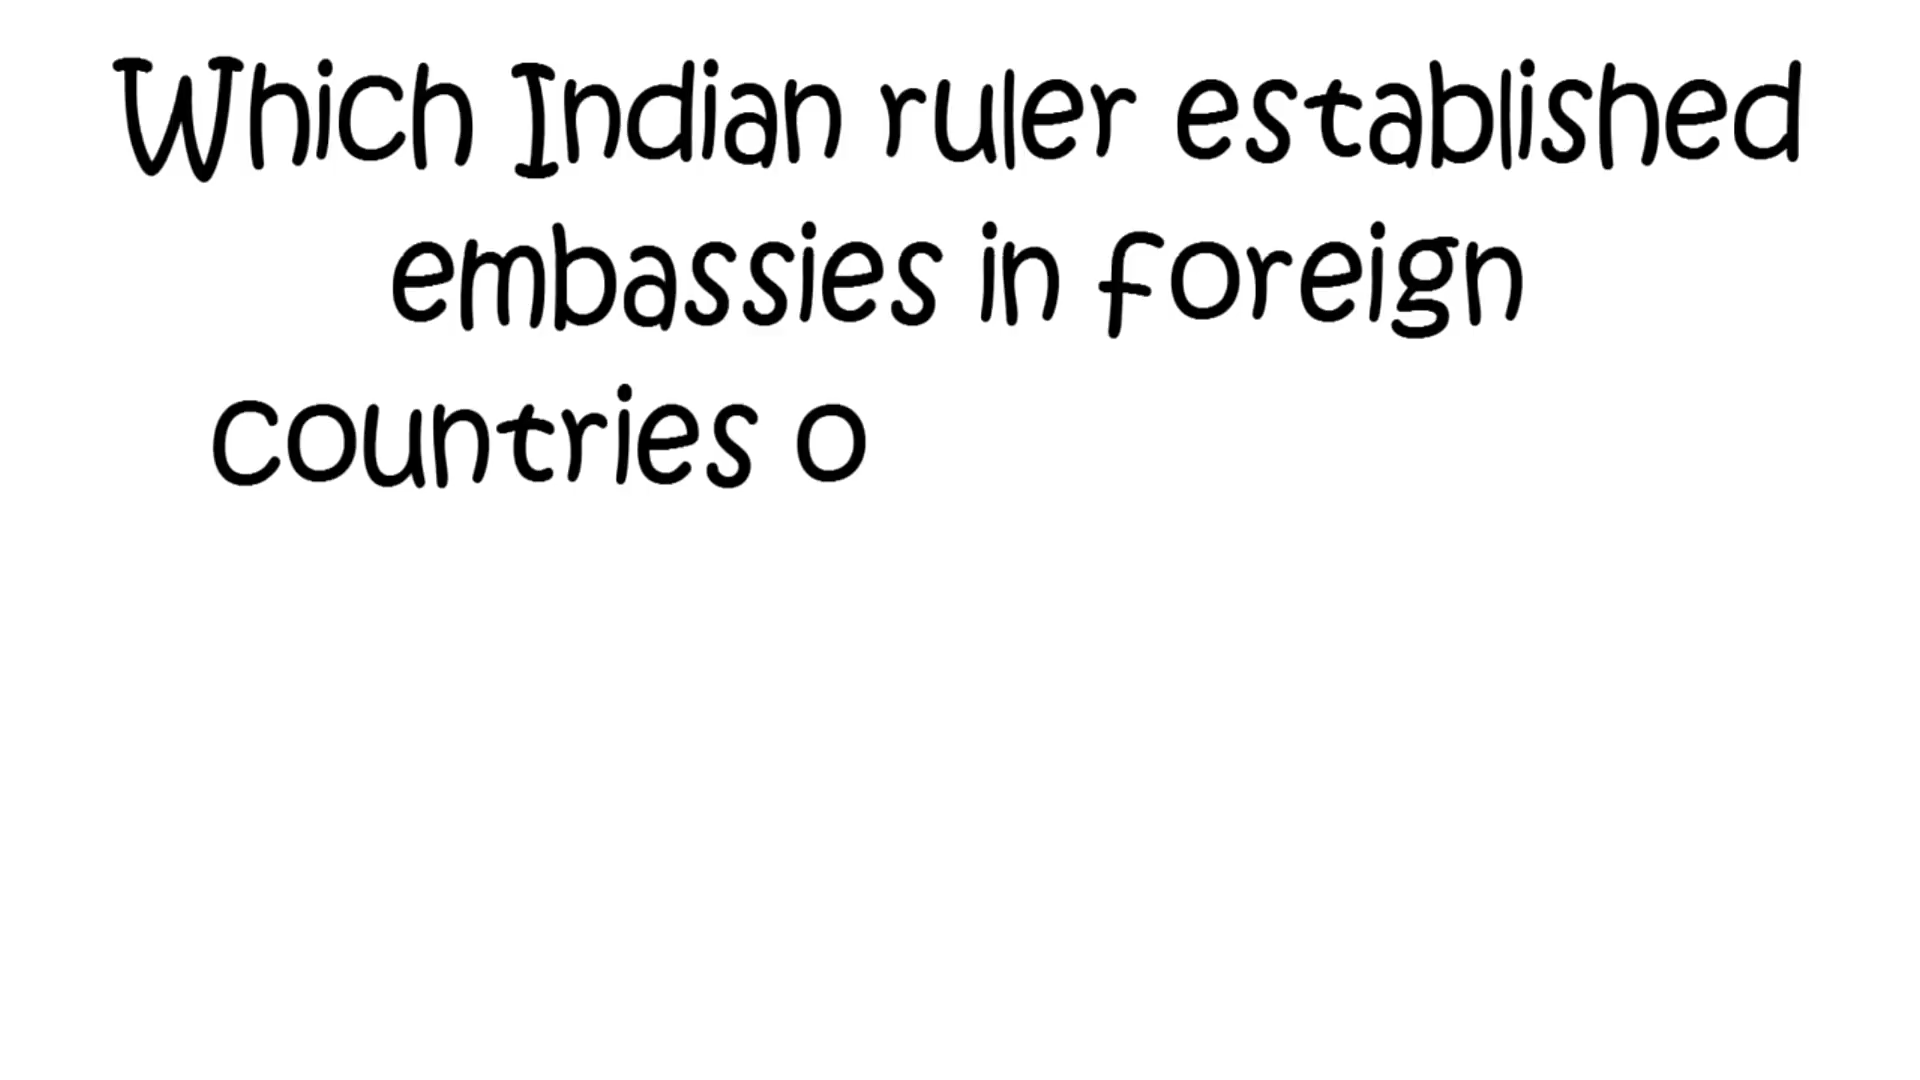 Which Indian ruler established
embassies in foreign
countries o